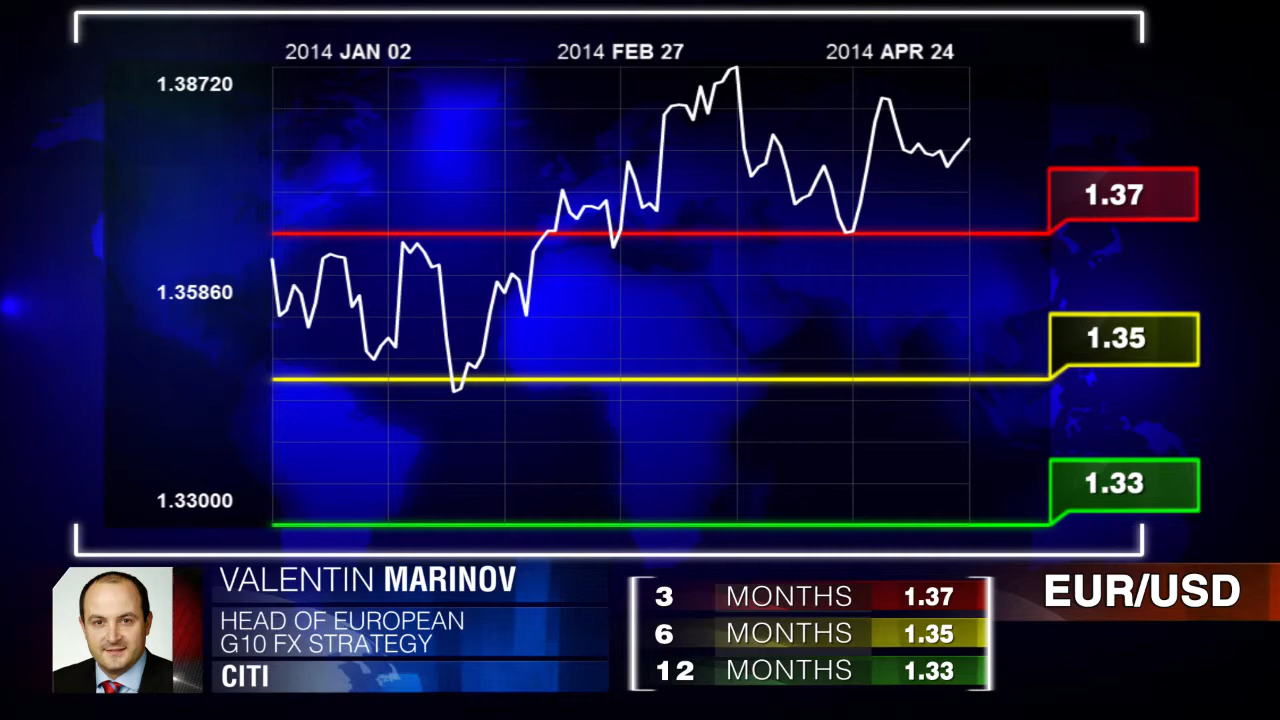 2014 JAN 02 2014 FEB 27 2014 APR 24
1.38720
1.37
1.35860
1.35
1.33000
1.33
VALENTIN MARINOV
HEAD OF EUROPEAN
G10 FX STRATEGY
CITI
3 MONTHS 1.37
6 MONTHS 1.35
12 MONTHS 1.33
EUR/USD